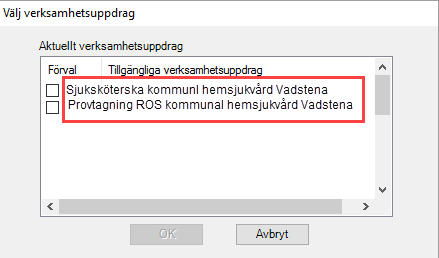 Välj verksamhetsuppdrag
Aktuellt verksamhetsuppdrag
Förval Tillgängliga verksamhetsuppdrag
Sjuksköterska kommunl hemsjukvård Vadstena
Provtagning ROS kommunal hemsjukvård Vadstena
OK Avbryt